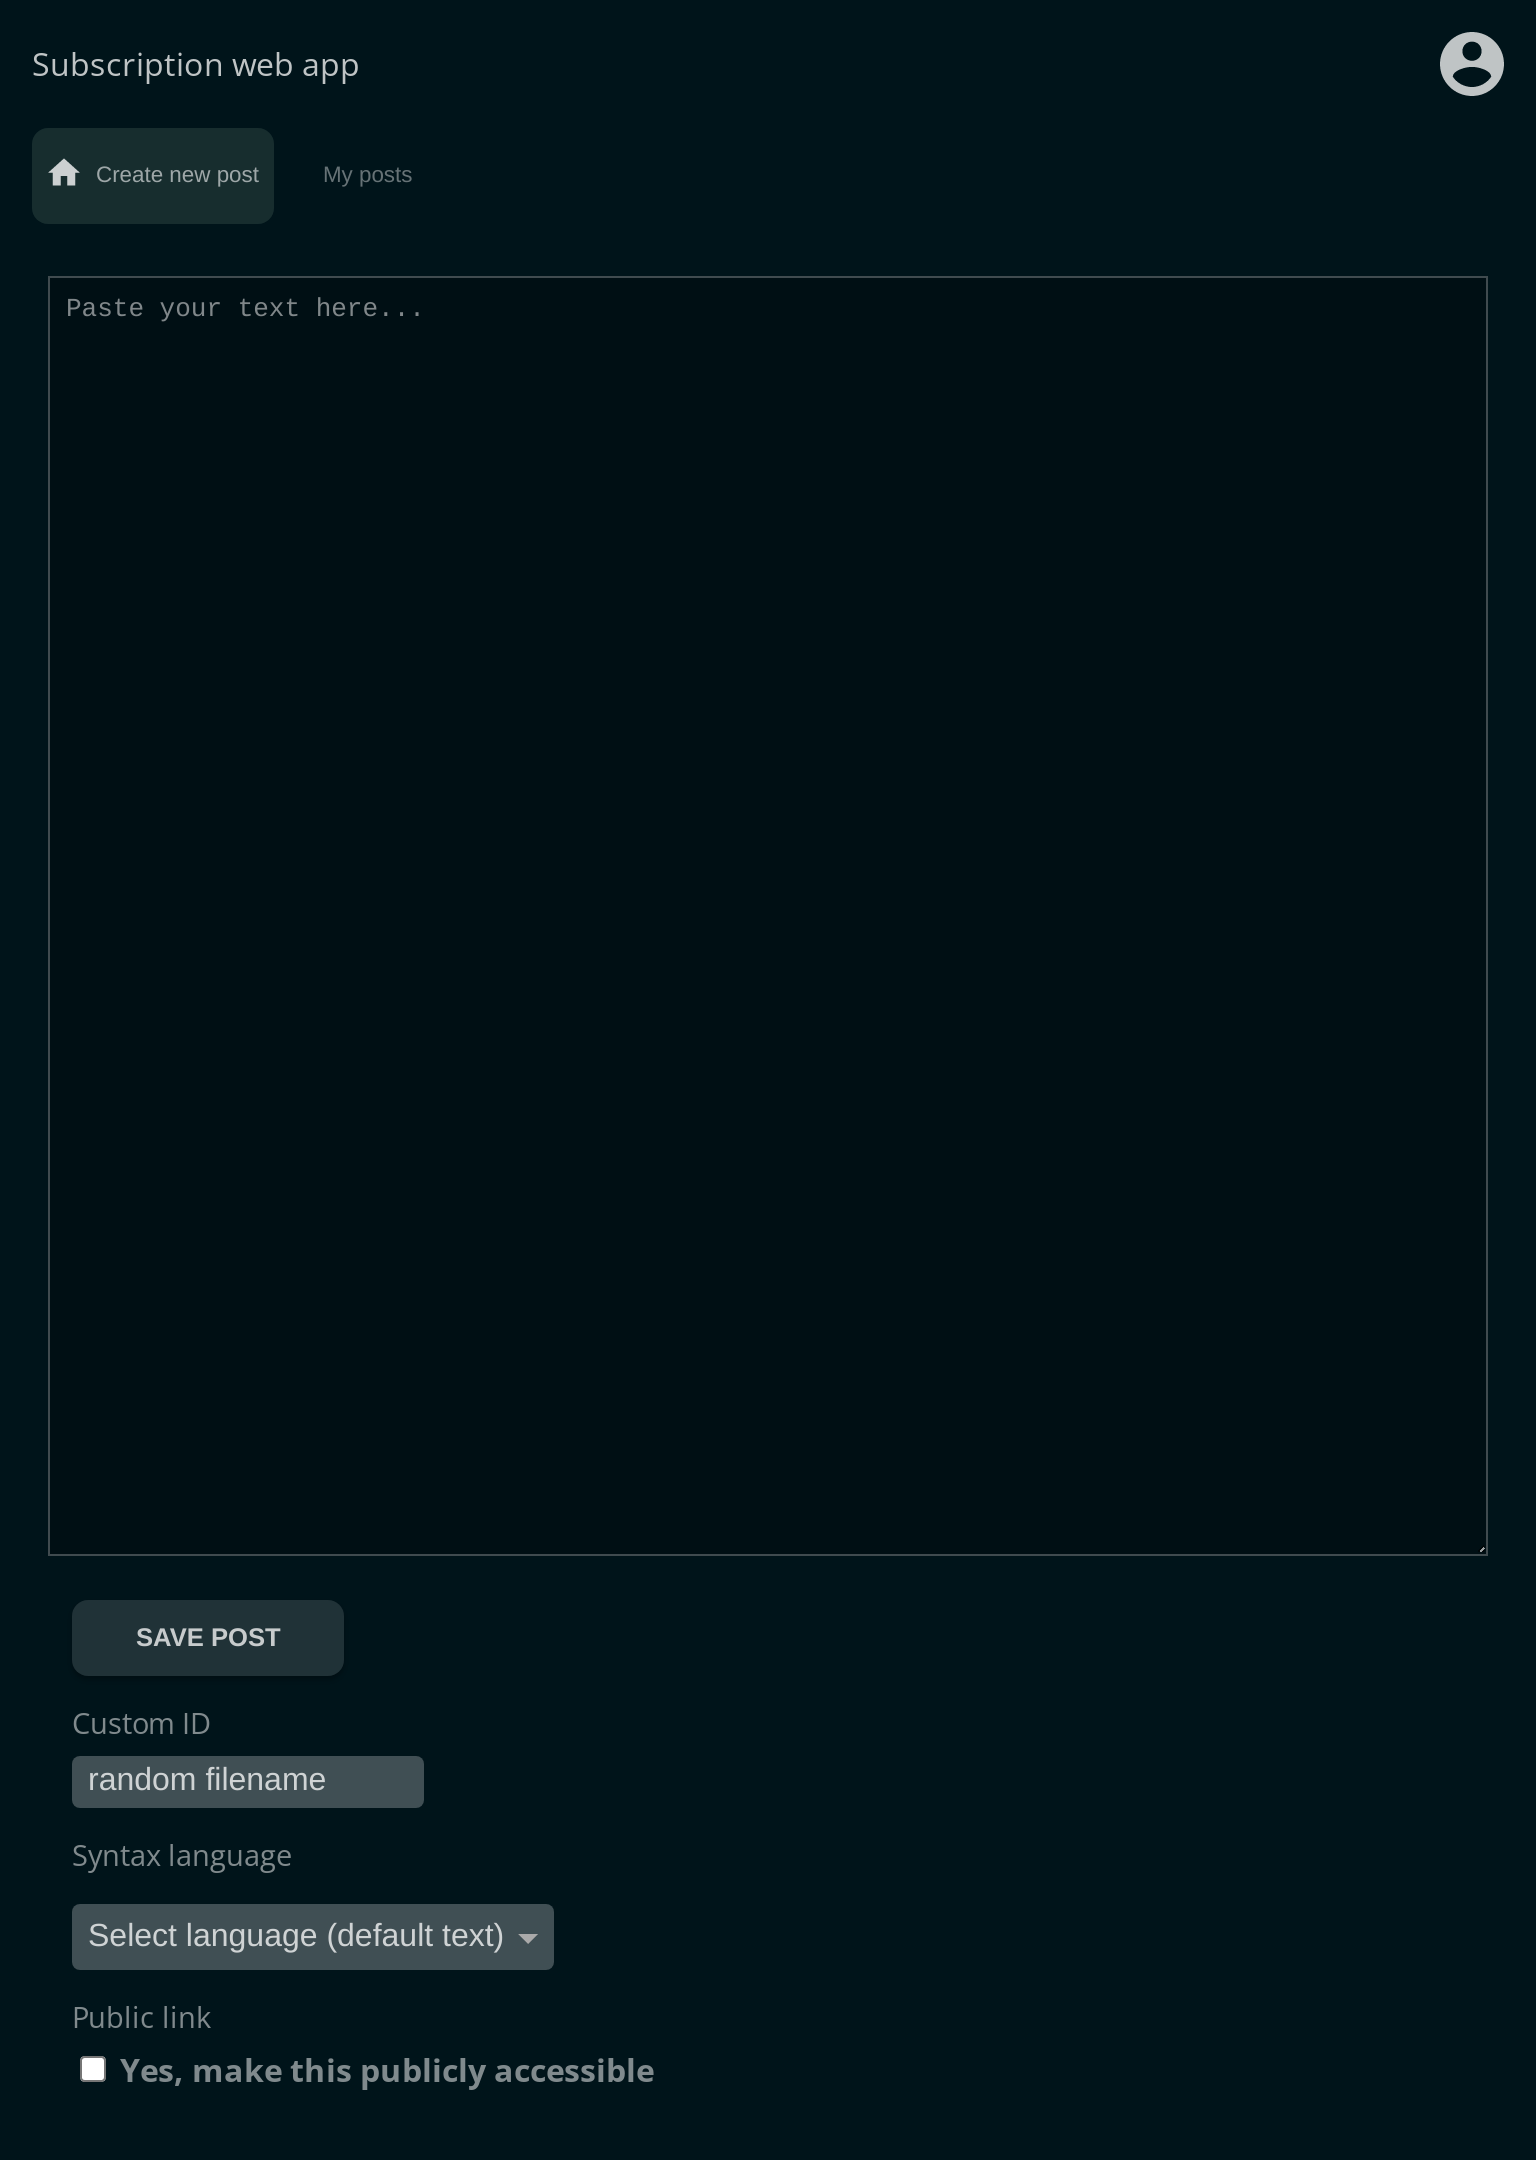 Subscription web app
Create new post
My posts
Paste your text here...
SAVE POST
Custom ID
random filename
Syntax language
Select language (default text)
Public link
Yes, make this publicly accessible